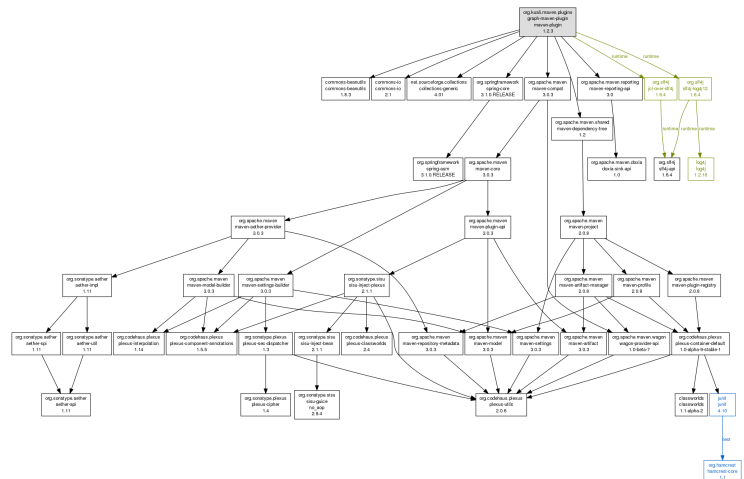 org.kuali.maven.plugins
graph-maven-plugin
maven-plugin
1.2.3
runtime
runtime
commons-beanutils
commons-beanutils
1.8.3
commons-io
commons-io
2.1
net.sourceforge.collections
collections-generic
4.01
org.springframework
spring-core
3.1.0.RELEASE
org.apache.maven
maven-compat
3.0.3
org.apache.maven.reporting
maven-reporting-api
3.0
org.slf4j
jcl-over-slf4j
1.6.4
org.slf4j
slf4j-log4j12
1.6.4
org.apache.maven.shared
maven-dependency-tree
1.2
runtime
runtime
runtime
org.springframework
spring-asm
3.1.0.RELEASE
org.apache.maven
maven-core
3.0.3
org.apache.maven.doxia
doxia-sink-api
1.0
org.slf4j
slf4j-api
1.6.4
log4j
log4j
1.2.16
org.apache.maven
maven-aether-provider
3.0.3
org.apache.maven
maven-plugin-api
3.0.3
org.apache.maven
maven-project
2.0.8
org.sonatype.aether
aether-impl
1.11
org.apache.maven
maven-model-builder
3.0.3
org.apache.maven
maven-settings-builder
3.0.3
org.sonatype.sisu
sisu-inject-plexus
2.1.1
org.apache.maven
maven-artifact-manager
2.0.8
org.apache.maven
maven-profile
2.0.8
org.apache.maven
maven-plugin-registry
2.0.8
org.sonatype.aether
aether-spi
1.11
org.sonatype.aether
aether-util
1.11
org.codehaus.plexus
plexus-interpolation
1.14
org.codehaus.plexus
plexus-component-annotations
1.5.5
org.sonatype.plexus
plexus-sec-dispatcher
1.3
org.sonatype.sisu
sisu-inject-bean
2.1.1
org.codehaus.plexus
plexus-classworlds
2.4
org.apache.maven
maven-repository-metadata
3.0.3
org.apache.maven
maven-model
3.0.3
org.apache.maven
maven-settings
3.0.3
org.apache.maven
maven-artifact
3.0.3
org.apache.maven.wagon
wagon-provider-api
1.0-beta-7
org.codehaus.plexus
plexus-container-default
1.0-alpha-9-stable-1
org.sonatype.aether
aether-api
1.11
org.sonatype.plexus
plexus-cipher
1.4
org.sonatype.sisu
sisu-guice
no_aop
2.9.4
org.codehaus.plexus
plexus-utils
2.0.6
classworlds
classworlds
1.1-alpha-2
junit
junit
4.10
test
org.hamcrest
hamcrest-core
1.1